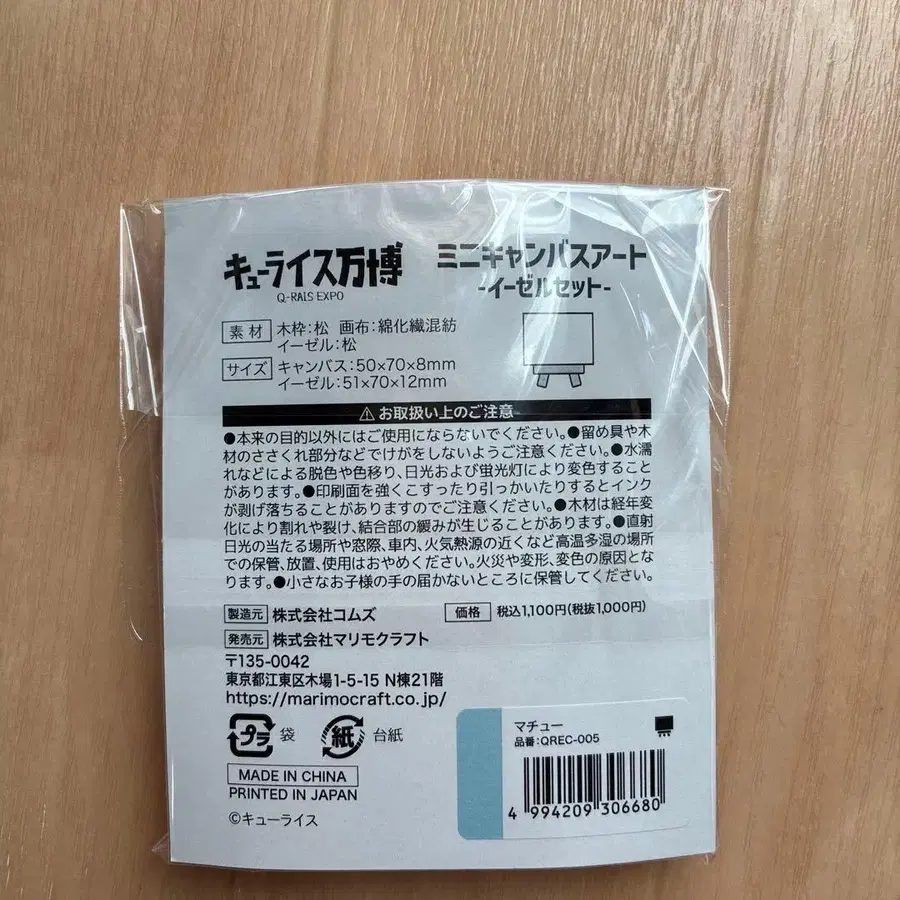 キューライス万博
Q-RAIS EXPO
ミニキャンバスアート
-イーゼルセット-
素材 木枠:松 画布:綿化繊混紡
イーゼル:松
サイズ キャンバス:50×70×8mm
イーゼル:51×70×12mm
⚠お取扱い上のご注意
●本来の目的以外にはご使用にならないでください。●留め具や木
材のささくれ部分などでけがをしないようご注意ください。●水濡
れなどによる脱色や色移り、日光および蛍光灯により変色すること
があります。●印刷面を強くこすったり引っかいたりするとインク
が剥げ落ちることがありますのでご注意ください。●木材は経年変
化により割れや裂け、結合部の緩みが生じることがあります。●直射
日光の当たる場所や窓際、車内、火気熱源の近くなど高温多湿の場所
での保管、放置、使用はおやめください。火災や変形、変色の原因とな
ります。●小さなお子様の手の届かないところに保管してください。
製造元 株式会社コムズ
価格 税込1,100円(税抜1,000円)
発売元 株式会社マリモクラフト
〒135-0042
東京都江東区木場1-5-15 N棟21階
https://marimocraft.co.jp/
プラ 袋 紙 台紙
MADE IN CHINA
PRINTED IN JAPAN
©キューライス
マチュー
品番:QREC-005
4 994209 306680